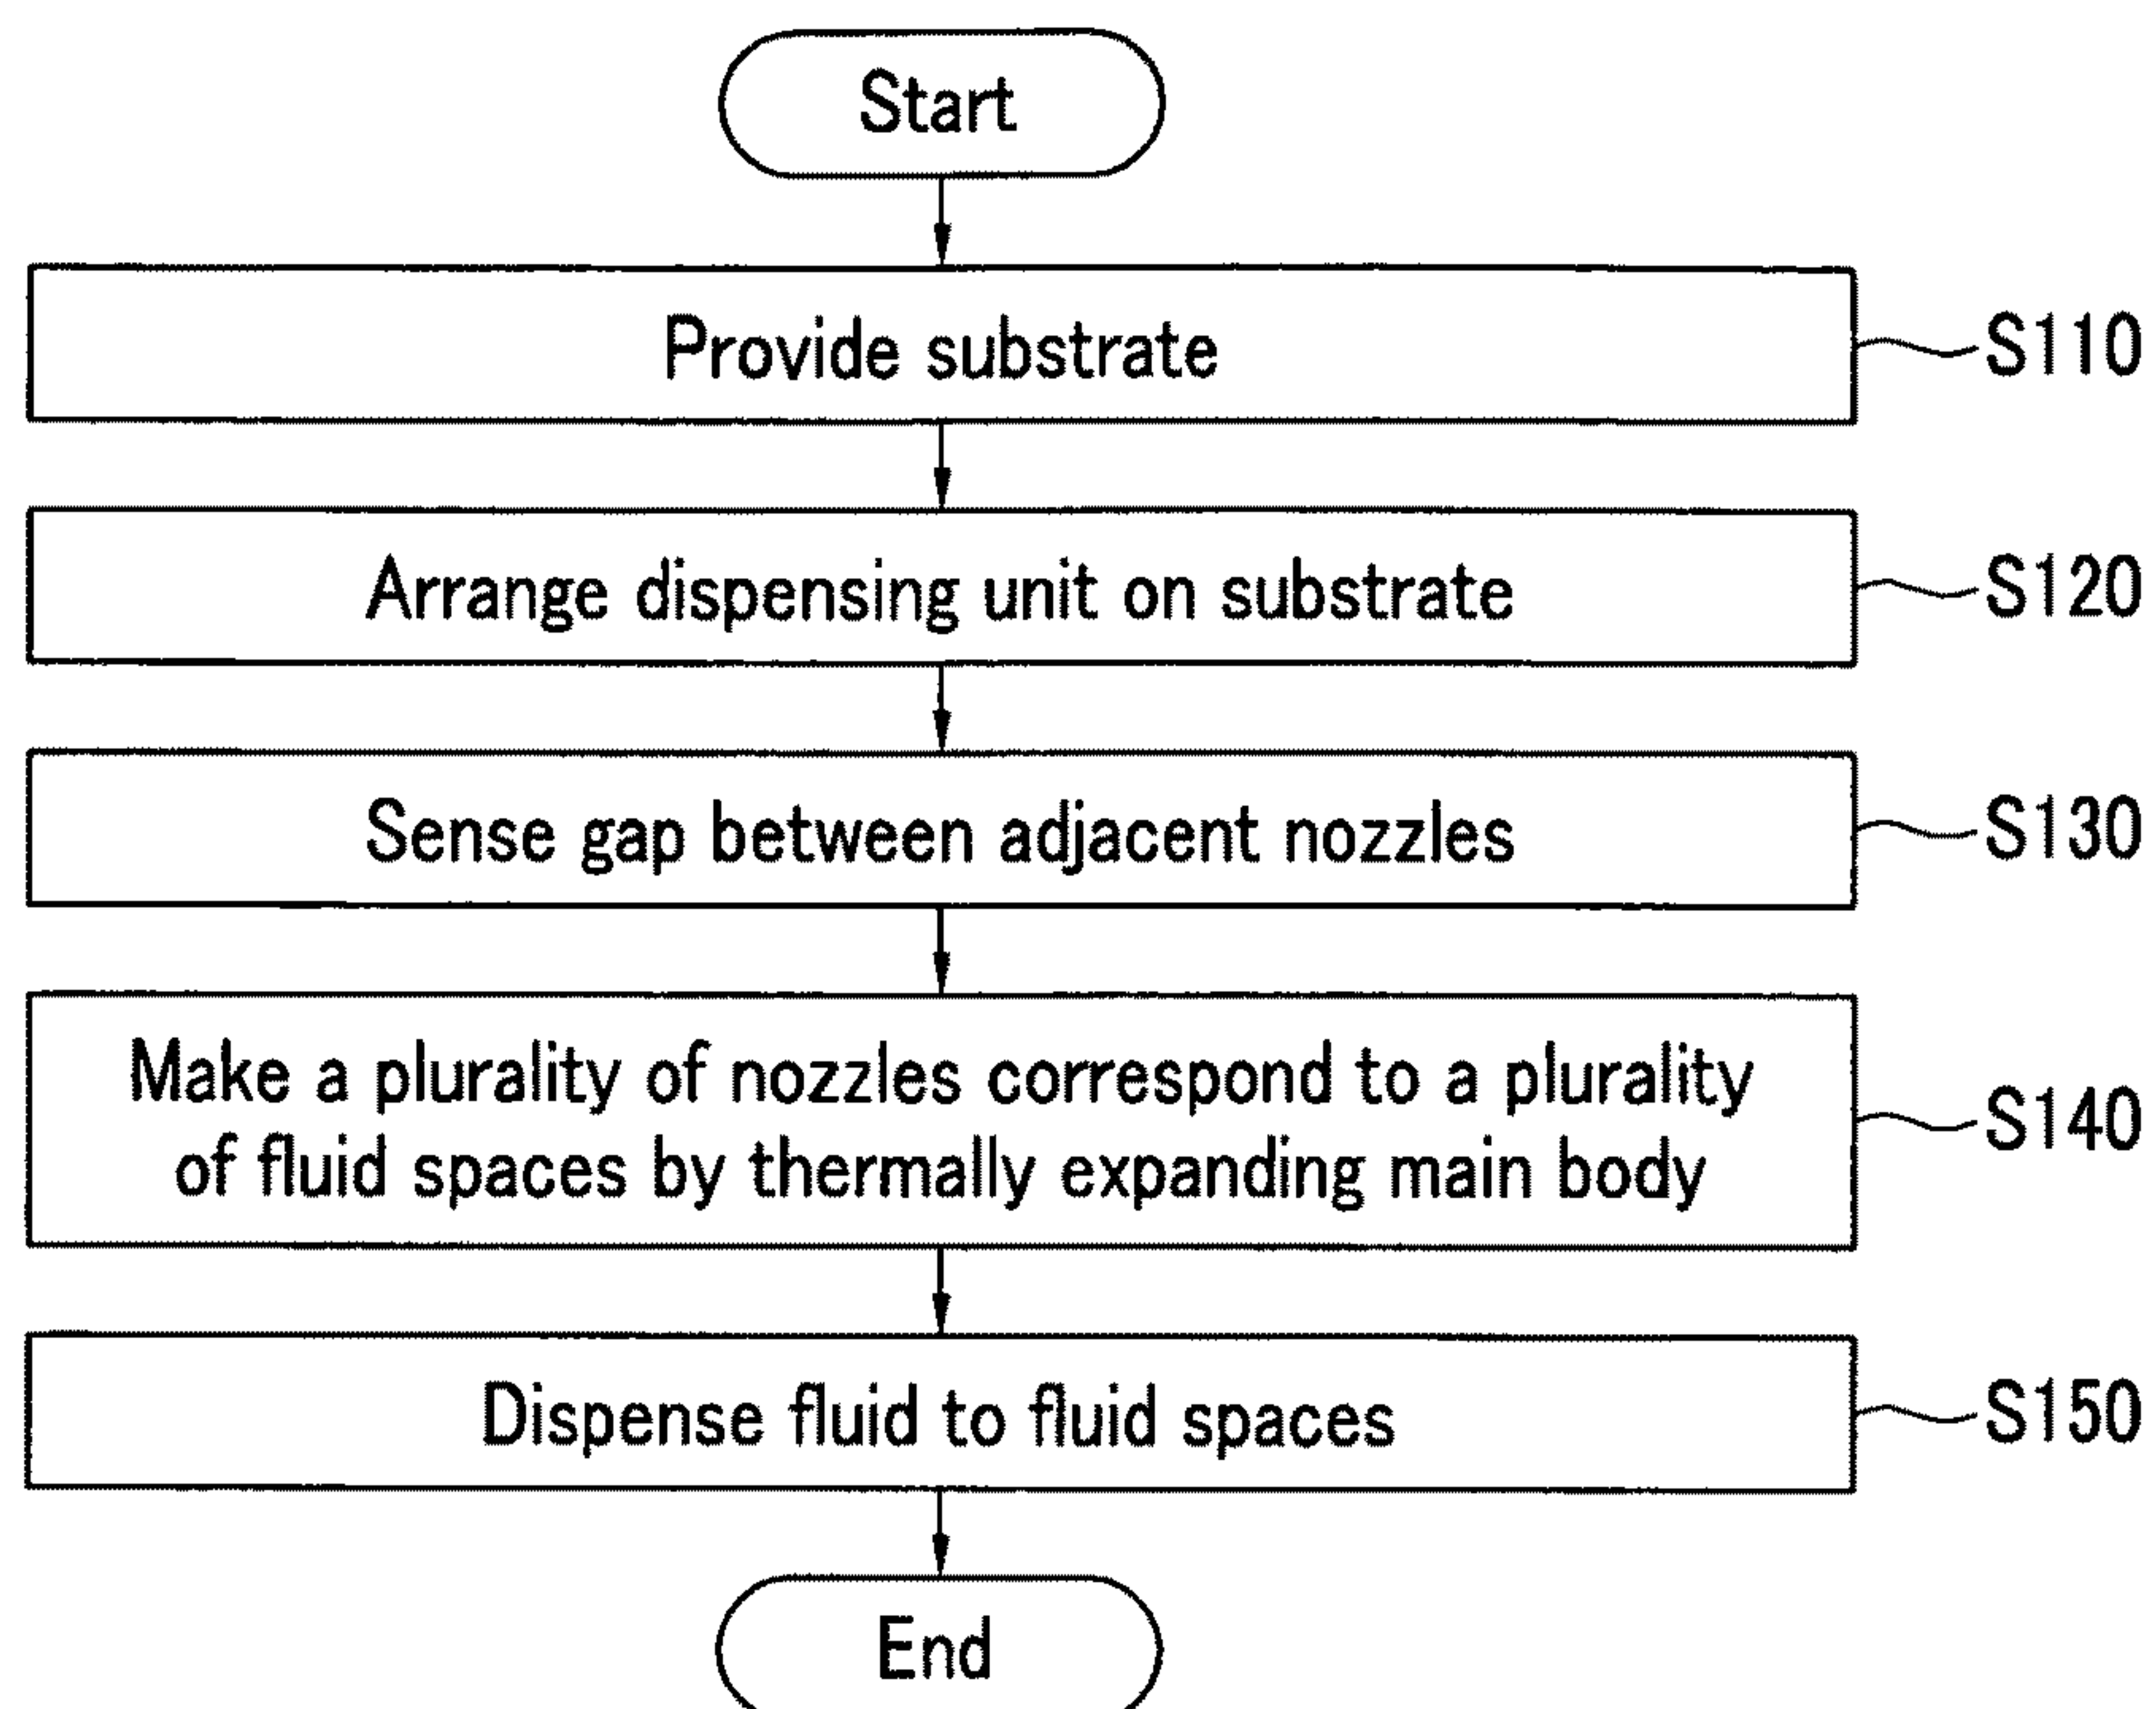 Start
Provide substrate
S110
Arrange dispensing unit on substrate
S120
Sense gap between adjacent nozzles
S130
Make a plurality of nozzles correspond to a plurality
of fluid spaces by thermally expanding main body
S140
Dispense fluid to fluid spaces
S150
End